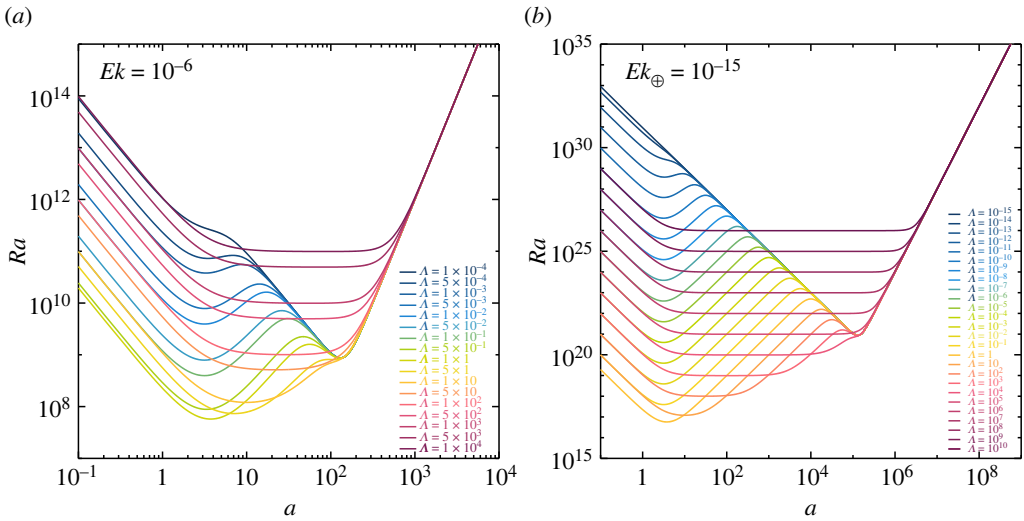 (a)
Ek = 10⁻⁶
10¹⁴
10¹²
10¹⁰
10⁸
Ra
10⁻¹ 1 10 10² 10³ 10⁴
a
Λ = 1 × 10⁻⁴
Λ = 5 × 10⁻⁴
Λ = 1 × 10⁻³
Λ = 5 × 10⁻³
Λ = 1 × 10⁻²
Λ = 5 × 10⁻²
Λ = 1 × 10⁻¹
Λ = 5 × 10⁻¹
Λ = 1 × 1
Λ = 5 × 1
Λ = 1 × 10
Λ = 5 × 10
Λ = 1 × 10²
Λ = 5 × 10²
Λ = 1 × 10³
Λ = 5 × 10³
Λ = 1 × 10⁴
(b)
Ek⊕ = 10⁻¹⁵
10³⁵
10³⁰
10²⁵
10²⁰
10¹⁵
Ra
1 10² 10⁴ 10⁶ 10⁸
a
Λ = 10⁻¹⁵
Λ = 10⁻¹⁴
Λ = 10⁻¹³
Λ = 10⁻¹²
Λ = 10⁻¹¹
Λ = 10⁻¹⁰
Λ = 10⁻⁹
Λ = 10⁻⁸
Λ = 10⁻⁷
Λ = 10⁻⁶
Λ = 10⁻⁵
Λ = 10⁻⁴
Λ = 10⁻³
Λ = 10⁻²
Λ = 10⁻¹
Λ = 1
Λ = 10
Λ = 10²
Λ = 10³
Λ = 10⁴
Λ = 10⁵
Λ = 10⁶
Λ = 10⁷
Λ = 10⁸
Λ = 10⁹
Λ = 10¹⁰